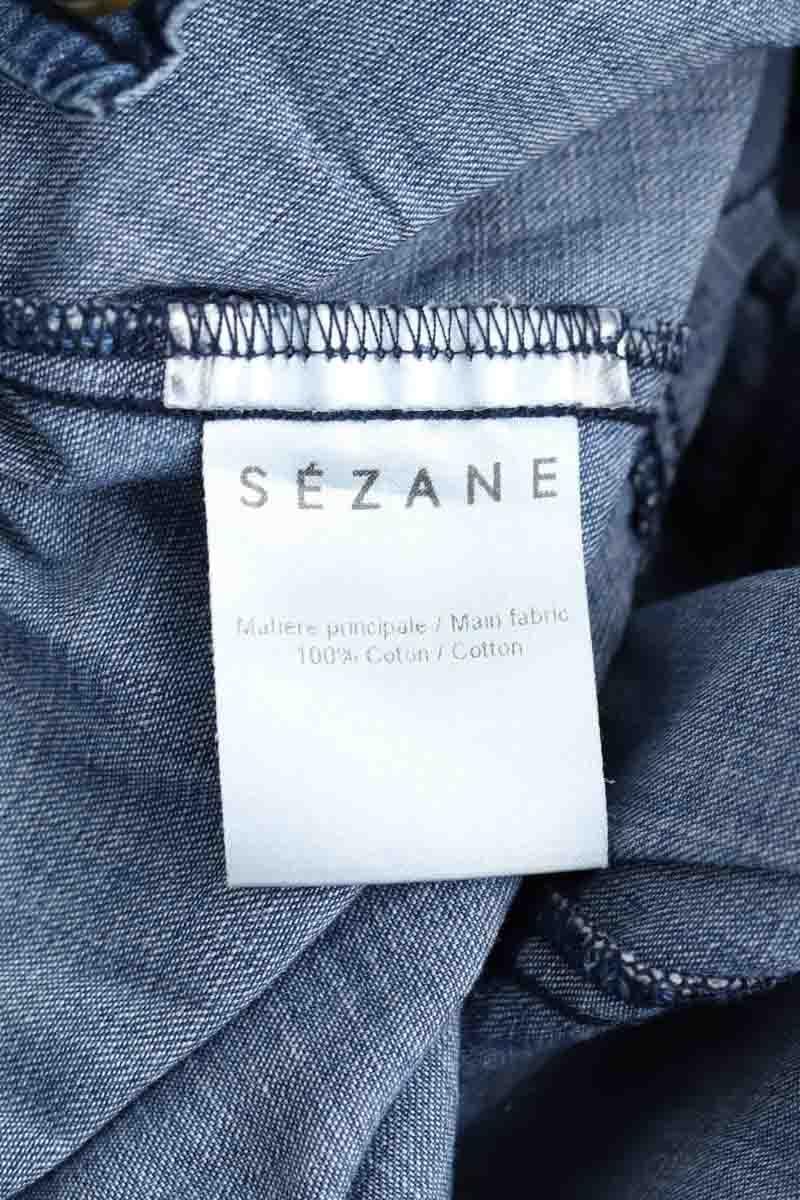 SÉZANE
Matière principale / Main fabric
100% Coton / Cotton